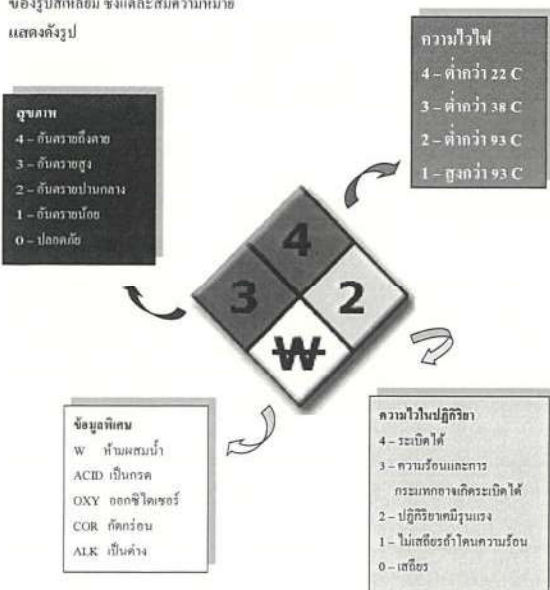 ของรูปสี่เหลี่ยม ซึ่งแต่ละสีมีความหมาย
แสดงดังรูป
ความไวไฟ
4 – ต่ำกว่า 22 C
3 – ต่ำกว่า 38 C
2 – ต่ำกว่า 93 C
1 – สูงกว่า 93 C
สุขภาพ
4 – อันตรายถึงตาย
3 – อันตรายสูง
2 – อันตรายปานกลาง
1 – อันตรายน้อย
0 – ปลอดภัย
4
3
2
W
ข้อมูลพิเศษ
W ห้ามผสมน้ำ
ACID เป็นกรด
OXY ออกซิไดเซอร์
COR กัดกร่อน
ALK เป็นด่าง
ความไวในปฏิกิริยา
4 – ระเบิดได้
3 – ความร้อนและการ
กระแทกอาจเกิดระเบิดได้
2 – ปฏิกิริยาเคมีรุนแรง
1 – ไม่เสถียรถ้าโดนความร้อน
0 – เสถียร